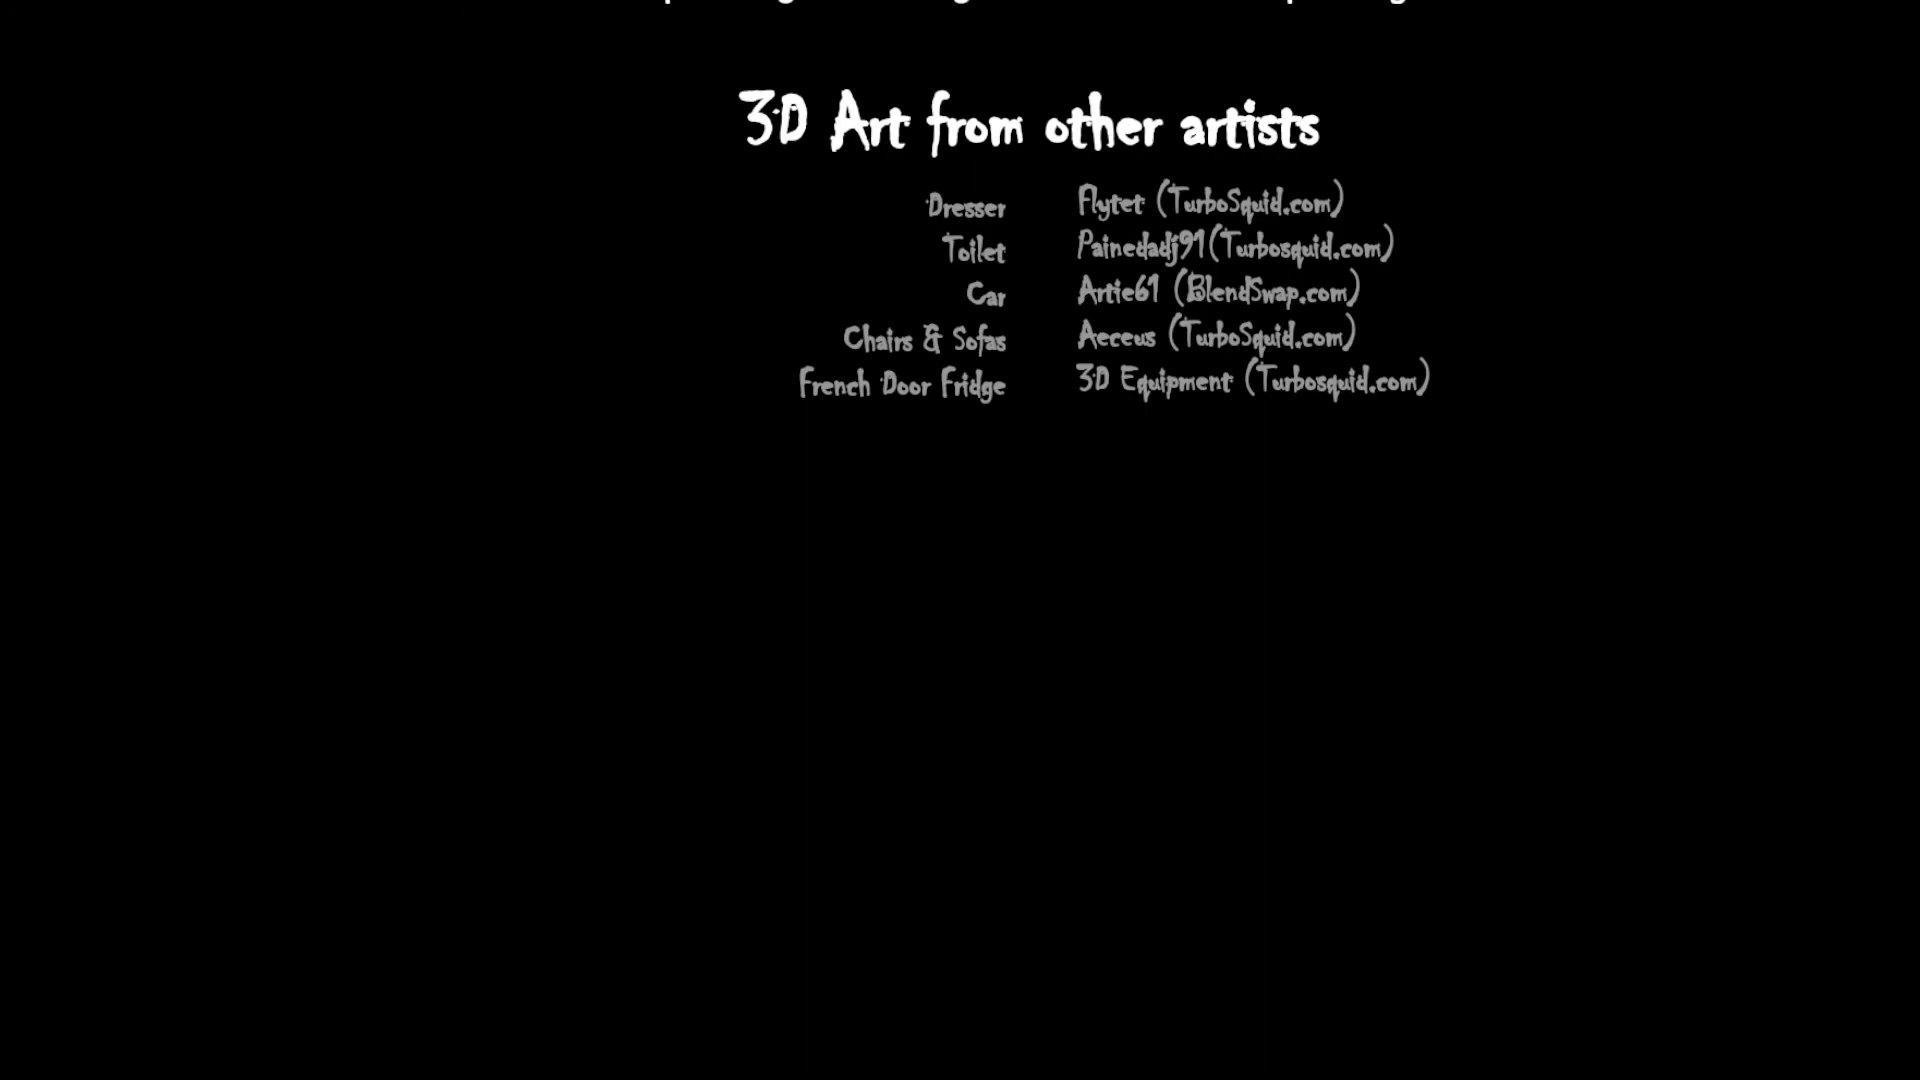 3D Art from other artists
Dresser Flytet (TurboSquid.com)
Toilet Painedadj91(Turbosquid.com)
Car Artie61 (BlendSwap.com)
Chairs & Sofas Aeceus (TurboSquid.com)
French Door Fridge 3D Equipment (Turbosquid.com)